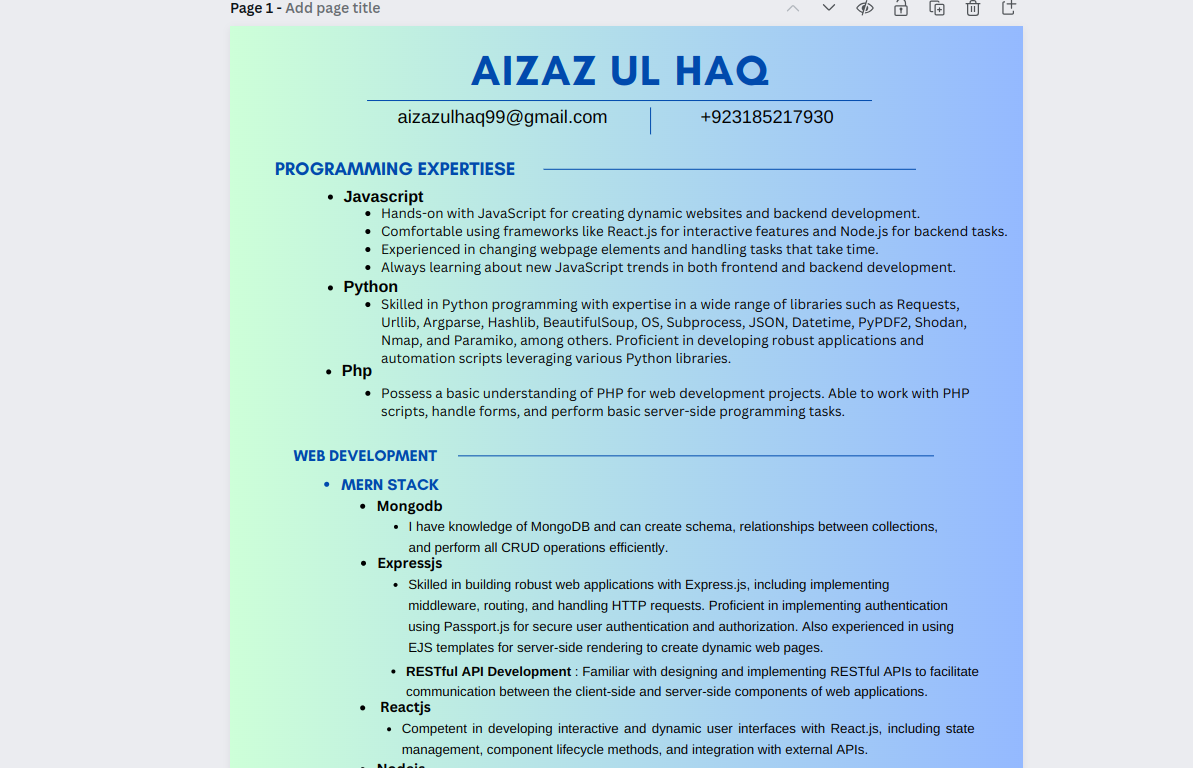 Page 1 - Add page title
AIZAZ UL HAQ
aizazulhaq99@gmail.com
+923185217930
PROGRAMMING EXPERTIESE
• Javascript
• Hands-on with JavaScript for creating dynamic websites and backend development.
• Comfortable using frameworks like React.js for interactive features and Node.js for backend tasks.
• Experienced in changing webpage elements and handling tasks that take time.
• Always learning about new JavaScript trends in both frontend and backend development.
• Python
• Skilled in Python programming with expertise in a wide range of libraries such as Requests,
Urllib, Argparse, Hashlib, BeautifulSoup, OS, Subprocess, JSON, Datetime, PyPDF2, Shodan,
Nmap, and Paramiko, among others. Proficient in developing robust applications and
automation scripts leveraging various Python libraries.
• Php
• Possess a basic understanding of PHP for web development projects. Able to work with PHP
scripts, handle forms, and perform basic server-side programming tasks.
WEB DEVELOPMENT
• MERN STACK
• Mongodb
• I have knowledge of MongoDB and can create schema, relationships between collections,
and perform all CRUD operations efficiently.
• Expressjs
• Skilled in building robust web applications with Express.js, including implementing
middleware, routing, and handling HTTP requests. Proficient in implementing authentication
using Passport.js for secure user authentication and authorization. Also experienced in using
EJS templates for server-side rendering to create dynamic web pages.
• RESTful API Development : Familiar with designing and implementing RESTful APIs to facilitate
communication between the client-side and server-side components of web applications.
• Reactjs
• Competent in developing interactive and dynamic user interfaces with React.js, including state
management, component lifecycle methods, and integration with external APIs.
• Nodejs